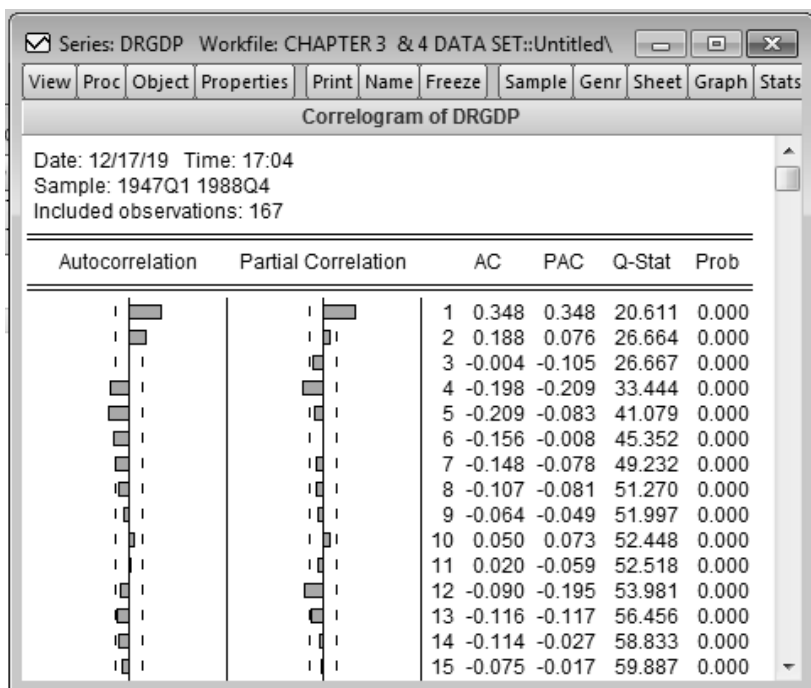 Series: DRGDP Workfile: CHAPTER 3 & 4 DATA SET::Untitled\
View Proc Object Properties Print Name Freeze Sample Genr Sheet Graph Stats
Correlogram of DRGDP
Date: 12/17/19 Time: 17:04
Sample: 1947Q1 1988Q4
Included observations: 167
Autocorrelation Partial Correlation AC PAC Q-Stat Prob
1 0.348 0.348 20.611 0.000
2 0.188 0.076 26.664 0.000
3 -0.004 -0.105 26.667 0.000
4 -0.198 -0.209 33.444 0.000
5 -0.209 -0.083 41.079 0.000
6 -0.156 -0.008 45.352 0.000
7 -0.148 -0.078 49.232 0.000
8 -0.107 -0.081 51.270 0.000
9 -0.064 -0.049 51.997 0.000
10 0.050 0.073 52.448 0.000
11 0.020 -0.059 52.518 0.000
12 -0.090 -0.195 53.981 0.000
13 -0.116 -0.117 56.456 0.000
14 -0.114 -0.027 58.833 0.000
15 -0.075 -0.017 59.887 0.000